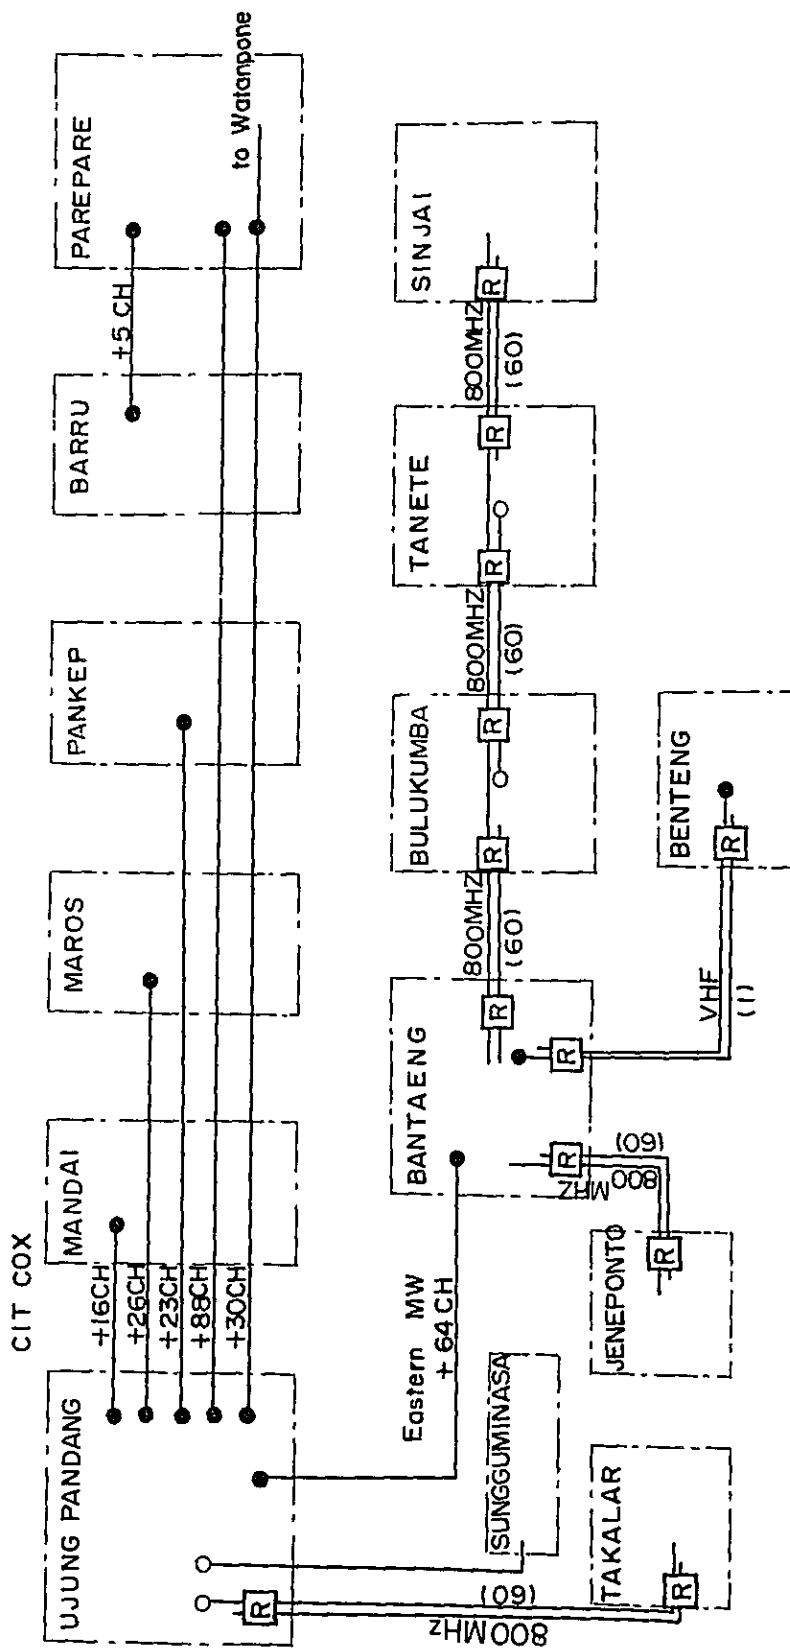 CIT COX
UJUNG PANDANG
MANDAI
MAROS
PANKEP
BARRU
PAREPARE
+16CH
+26CH
+23CH
+88CH
+30CH
+5 CH
to Watanpone
Eastern MW
+ 64 CH
BANTAENG
BULUKUMBA
TANETE
SINJAI
800MHZ
(60)
800MHZ
(60)
800MHZ
(60)
R
R
R
R
R
R
R
R
800
MHZ
(60)
VHF
(1)
BENTENG
R
SUNGGUMINASA
JENEPONTO
R
TAKALAR
R
R
800MHz
(60)